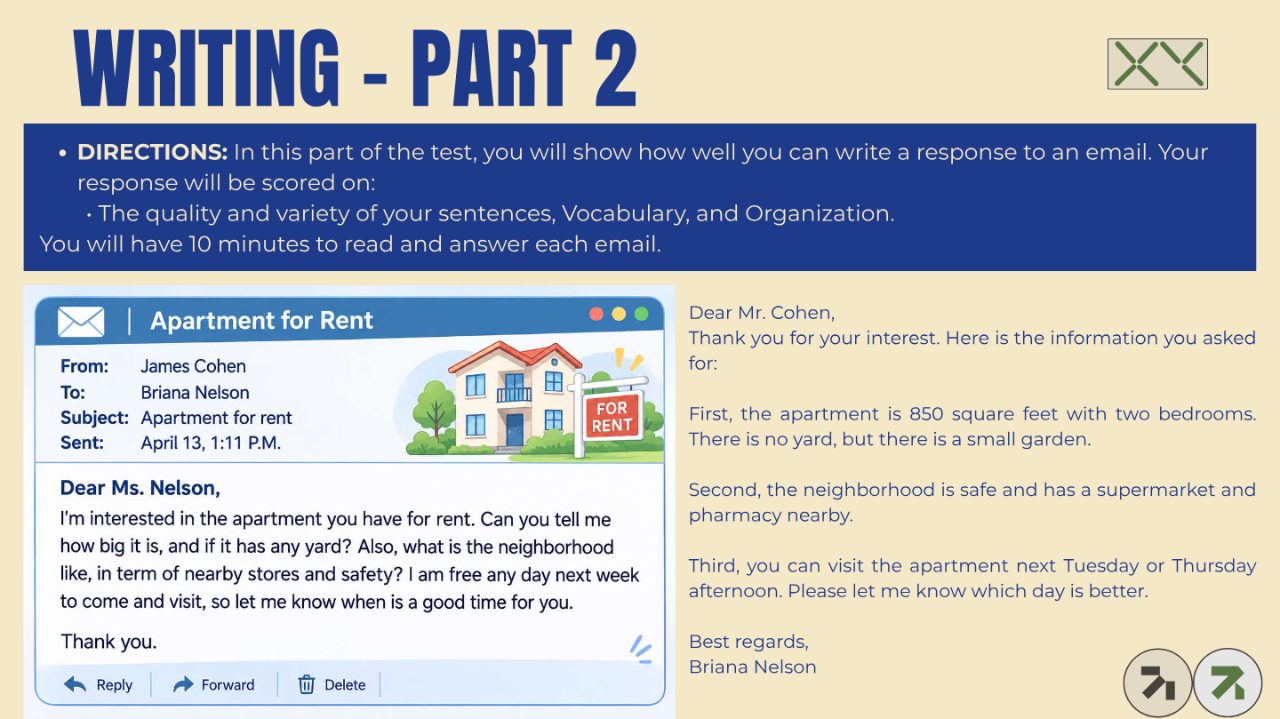 WRITING - PART 2
• DIRECTIONS: In this part of the test, you will show how well you can write a response to an email. Your
response will be scored on:
• The quality and variety of your sentences, Vocabulary, and Organization.
You will have 10 minutes to read and answer each email.
Apartment for Rent
From: James Cohen
To: Briana Nelson
Subject: Apartment for rent
Sent: April 13, 1:11 P.M.
FOR
RENT
Dear Ms. Nelson,
I'm interested in the apartment you have for rent. Can you tell me
how big it is, and if it has any yard? Also, what is the neighborhood
like, in term of nearby stores and safety? I am free any day next week
to come and visit, so let me know when is a good time for you.
Thank you.
Reply
Forward
Delete
Dear Mr. Cohen,
Thank you for your interest. Here is the information you asked
for:
First, the apartment is 850 square feet with two bedrooms.
There is no yard, but there is a small garden.
Second, the neighborhood is safe and has a supermarket and
pharmacy nearby.
Third, you can visit the apartment next Tuesday or Thursday
afternoon. Please let me know which day is better.
Best regards,
Briana Nelson